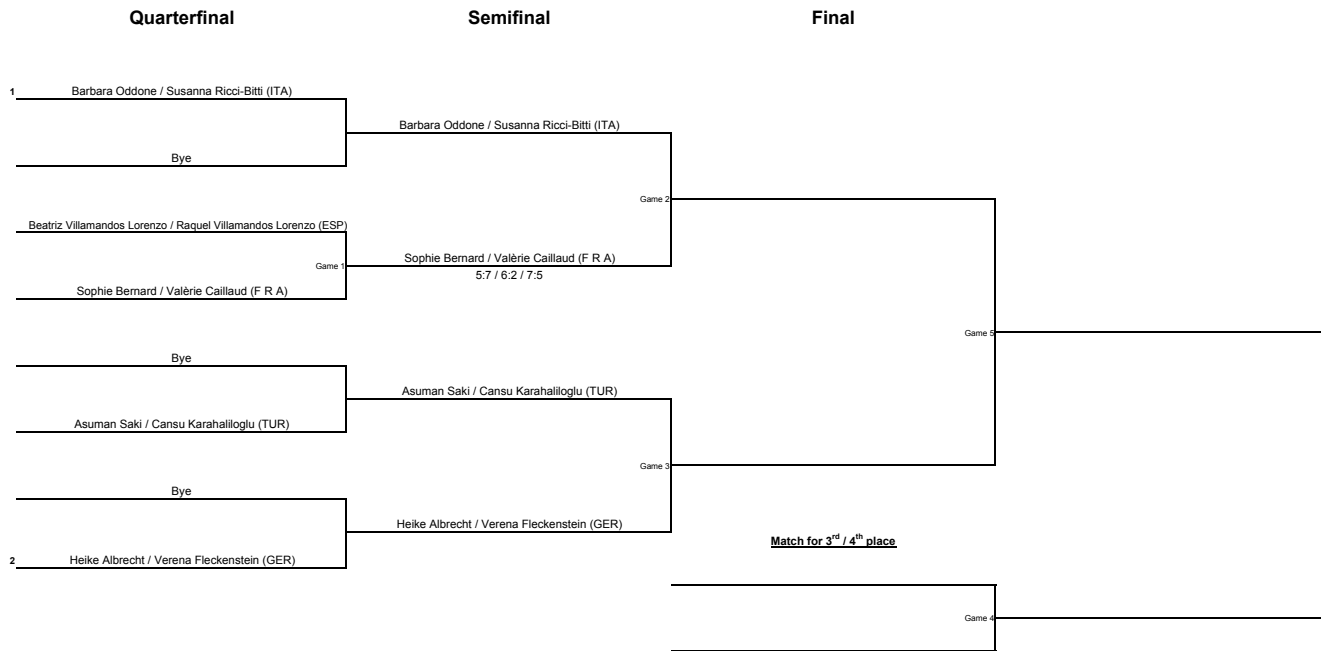 Quarterfinal Semifinal Final
1 Barbara Oddone / Susanna Ricci-Bitti (ITA)
Barbara Oddone / Susanna Ricci-Bitti (ITA)
Bye
Game 2
Beatriz Villamandos Lorenzo / Raquel Villamandos Lorenzo (ESP)
Game 1
Sophie Bernard / Valèrie Caillaud (F R A)
5:7 / 6:2 / 7:5
Sophie Bernard / Valèrie Caillaud (F R A)
Game 5
Bye
Asuman Saki / Cansu Karahaliloglu (TUR)
Asuman Saki / Cansu Karahaliloglu (TUR)
Game 3
Bye
Heike Albrecht / Verena Fleckenstein (GER)
Match for 3rd / 4th place
2 Heike Albrecht / Verena Fleckenstein (GER)
Game 4